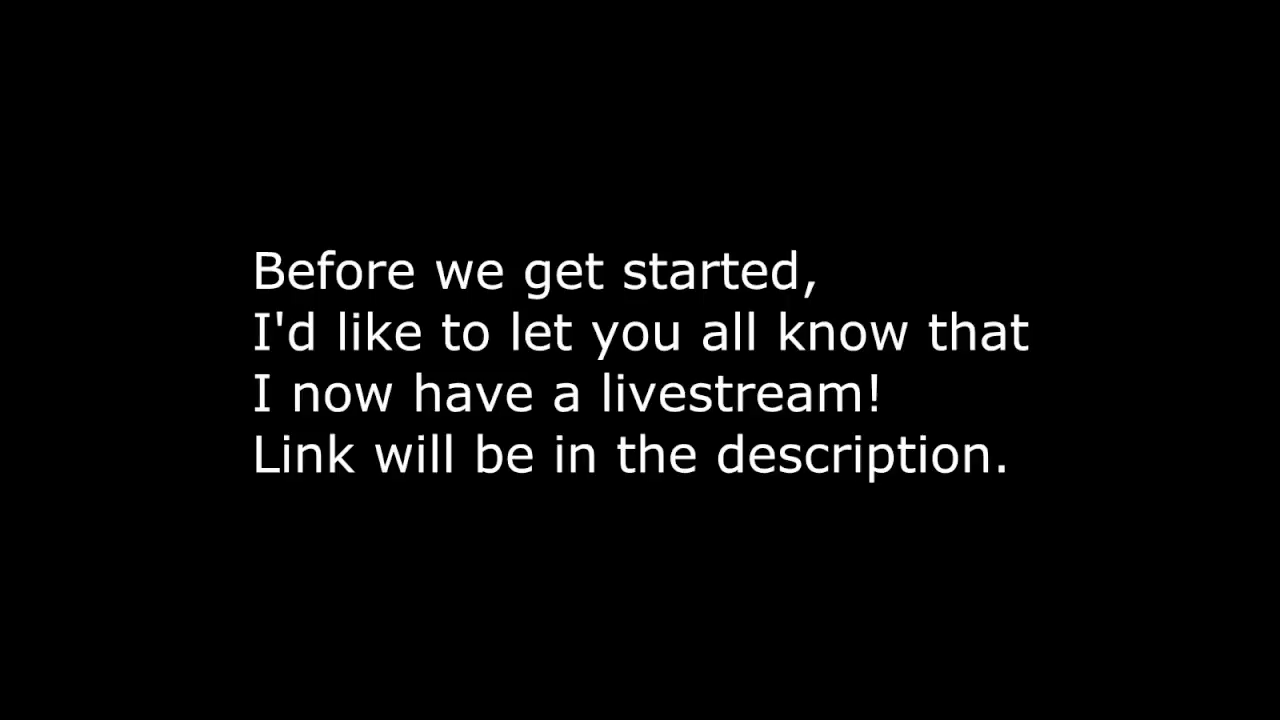 Before we get started,
I'd like to let you all know that
I now have a livestream!
Link will be in the description.